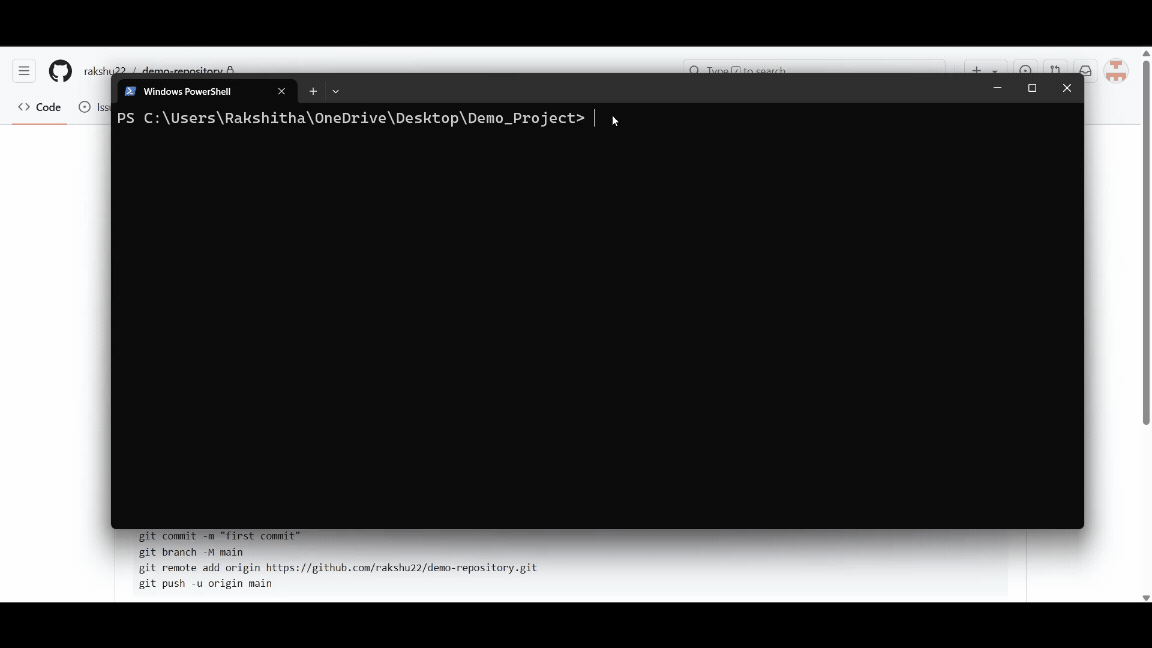 rakshu22 / demo-repository
Type / to search
<> Code
Iss
Windows PowerShell
PS C:\Users\Rakshitha\OneDrive\Desktop\Demo_Project>
git commit -m "first commit"
git branch -M main
git remote add origin https://github.com/rakshu22/demo-repository.git
git push -u origin main